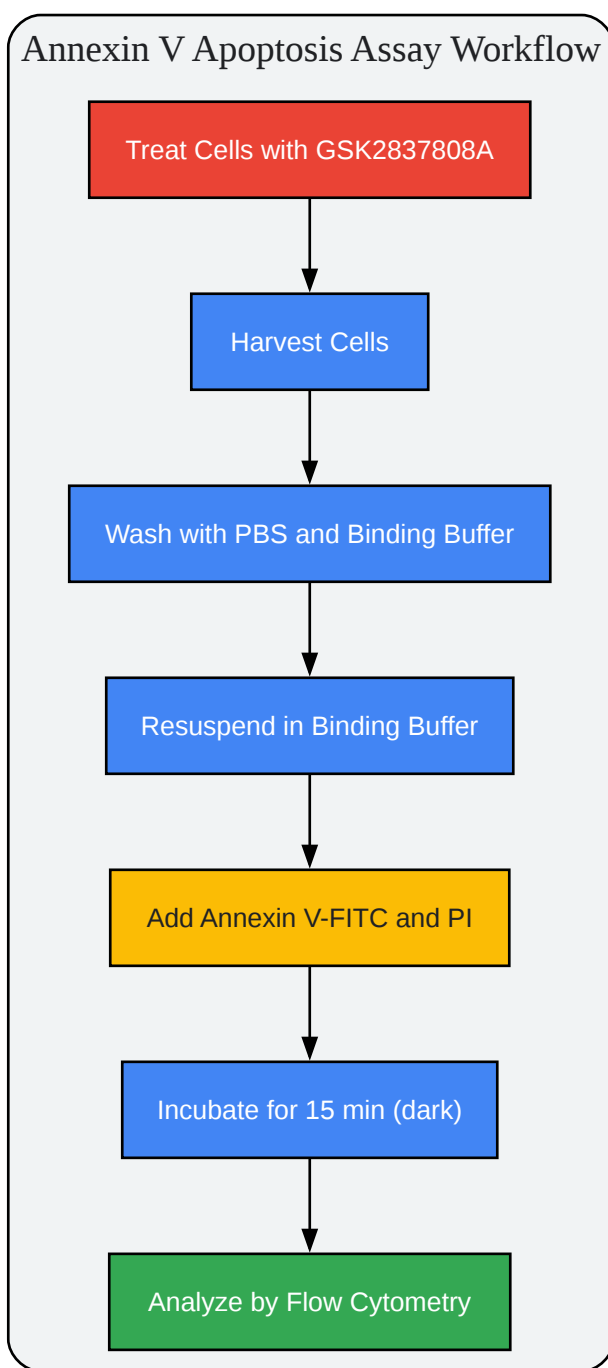 Annexin V Apoptosis Assay Workflow
Treat Cells with GSK2837808A
Harvest Cells
Wash with PBS and Binding Buffer
Resuspend in Binding Buffer
Add Annexin V-FITC and PI
Incubate for 15 min (dark)
Analyze by Flow Cytometry